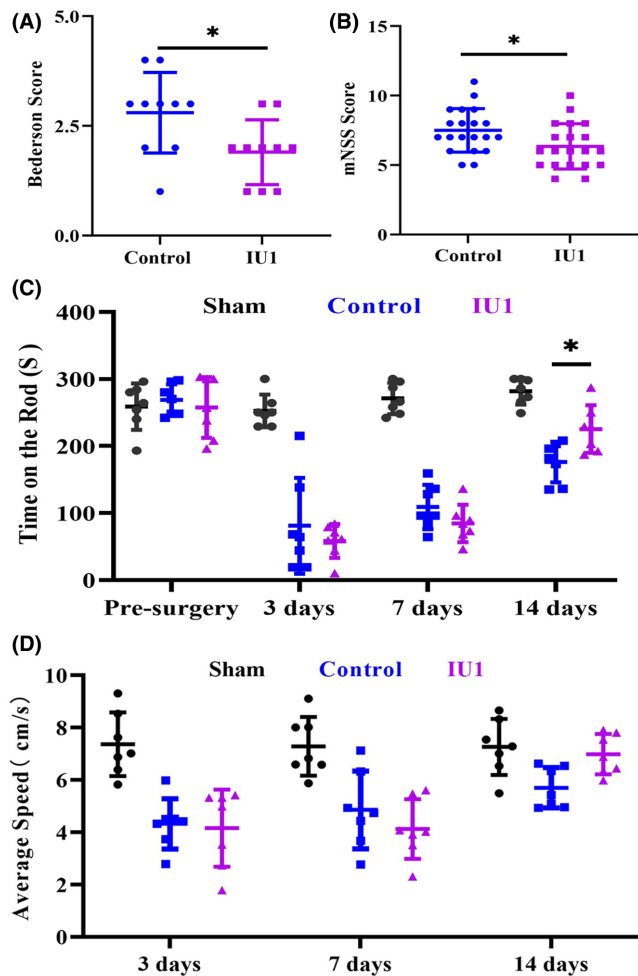 (A)
*
5.0
2.5
0.0
Bederson Score
Control IU1
(B)
*
15
10
5
0
mNSS Score
Control IU1
(C)
Sham Control IU1
400
300
200
100
0
Time on the Rod (S)
*
Pre-surgery 3 days 7 days 14 days
(D)
Sham Control IU1
10
8
6
4
2
0
Average Speed ( cm/s)
3 days 7 days 14 days